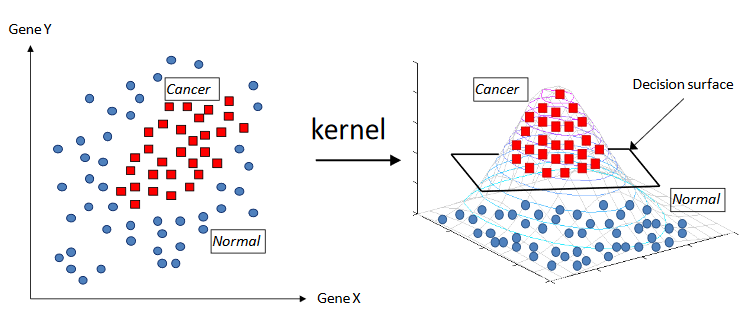 Gene Y
Cancer
Normal
Gene X
kernel
Cancer
Decision surface
Normal